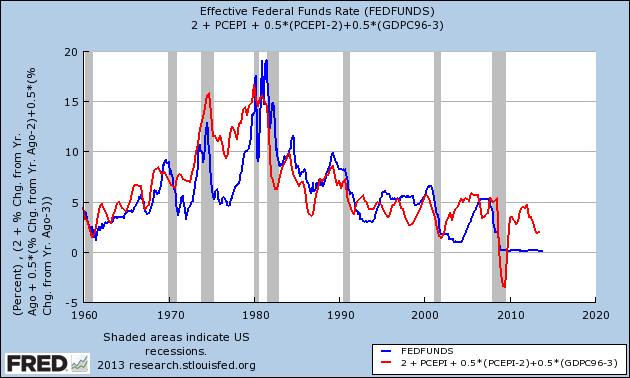 Effective Federal Funds Rate (FEDFUNDS)
2 + PCEPI + 0.5*(PCEPI-2)+0.5*(GDPC96-3)
(Percent) , (2 + % Chg. from Yr.
Ago + 0.5*(% Chg. from Yr. Ago-2)+0.5*(%
Chg. from Yr. Ago-3))
20
15
10
5
0
-5
1960
1970
1980
1990
2000
2010
2020
Shaded areas indicate US
recessions.
FRED
2013 research.stlouisfed.org
FEDFUNDS
2 + PCEPI + 0.5*(PCEPI-2)+0.5*(GDPC96-3)